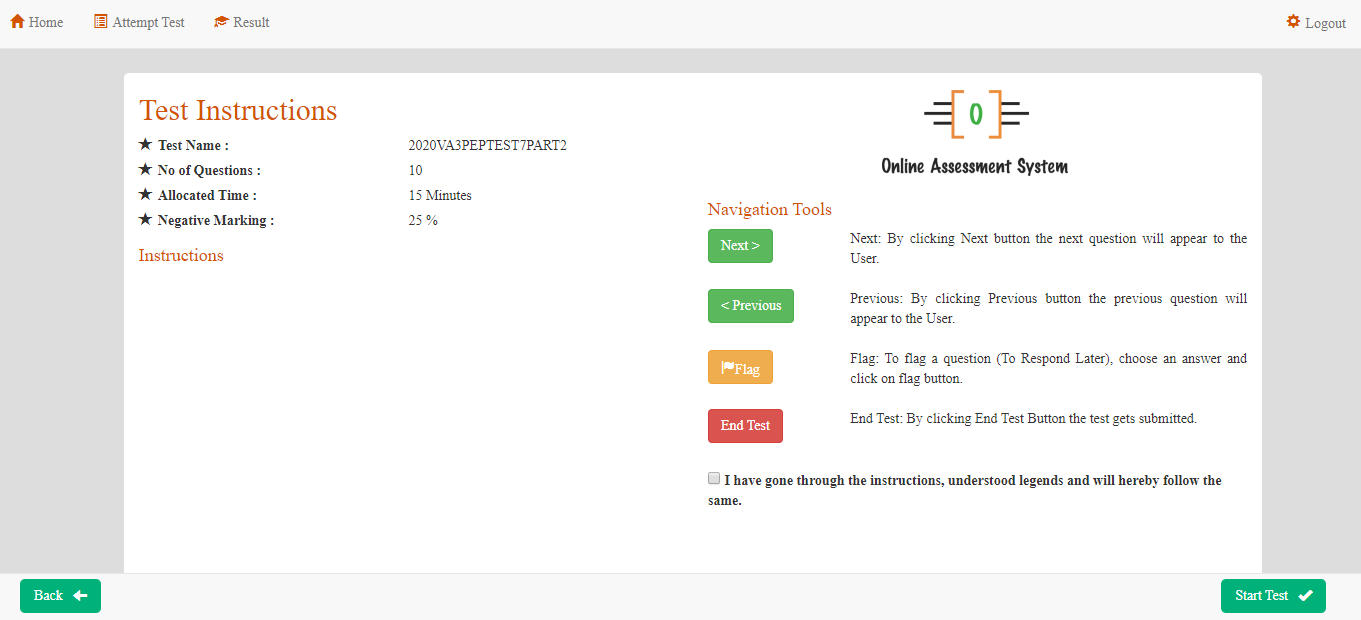 Home
Attempt Test
Result
Logout
Test Instructions
Test Name : 2020VA3PEPTEST7PART2
No of Questions : 10
Allocated Time : 15 Minutes
Negative Marking : 25 %
Instructions
[0]
Online Assessment System
Navigation Tools
Next >
Next: By clicking Next button the next question will appear to the
User.
< Previous
Previous: By clicking Previous button the previous question will
appear to the User.
Flag
Flag: To flag a question (To Respond Later), choose an answer and
click on flag button.
End Test
End Test: By clicking End Test Button the test gets submitted.
I have gone through the instructions, understood legends and will hereby follow the
same.
Back
Start Test